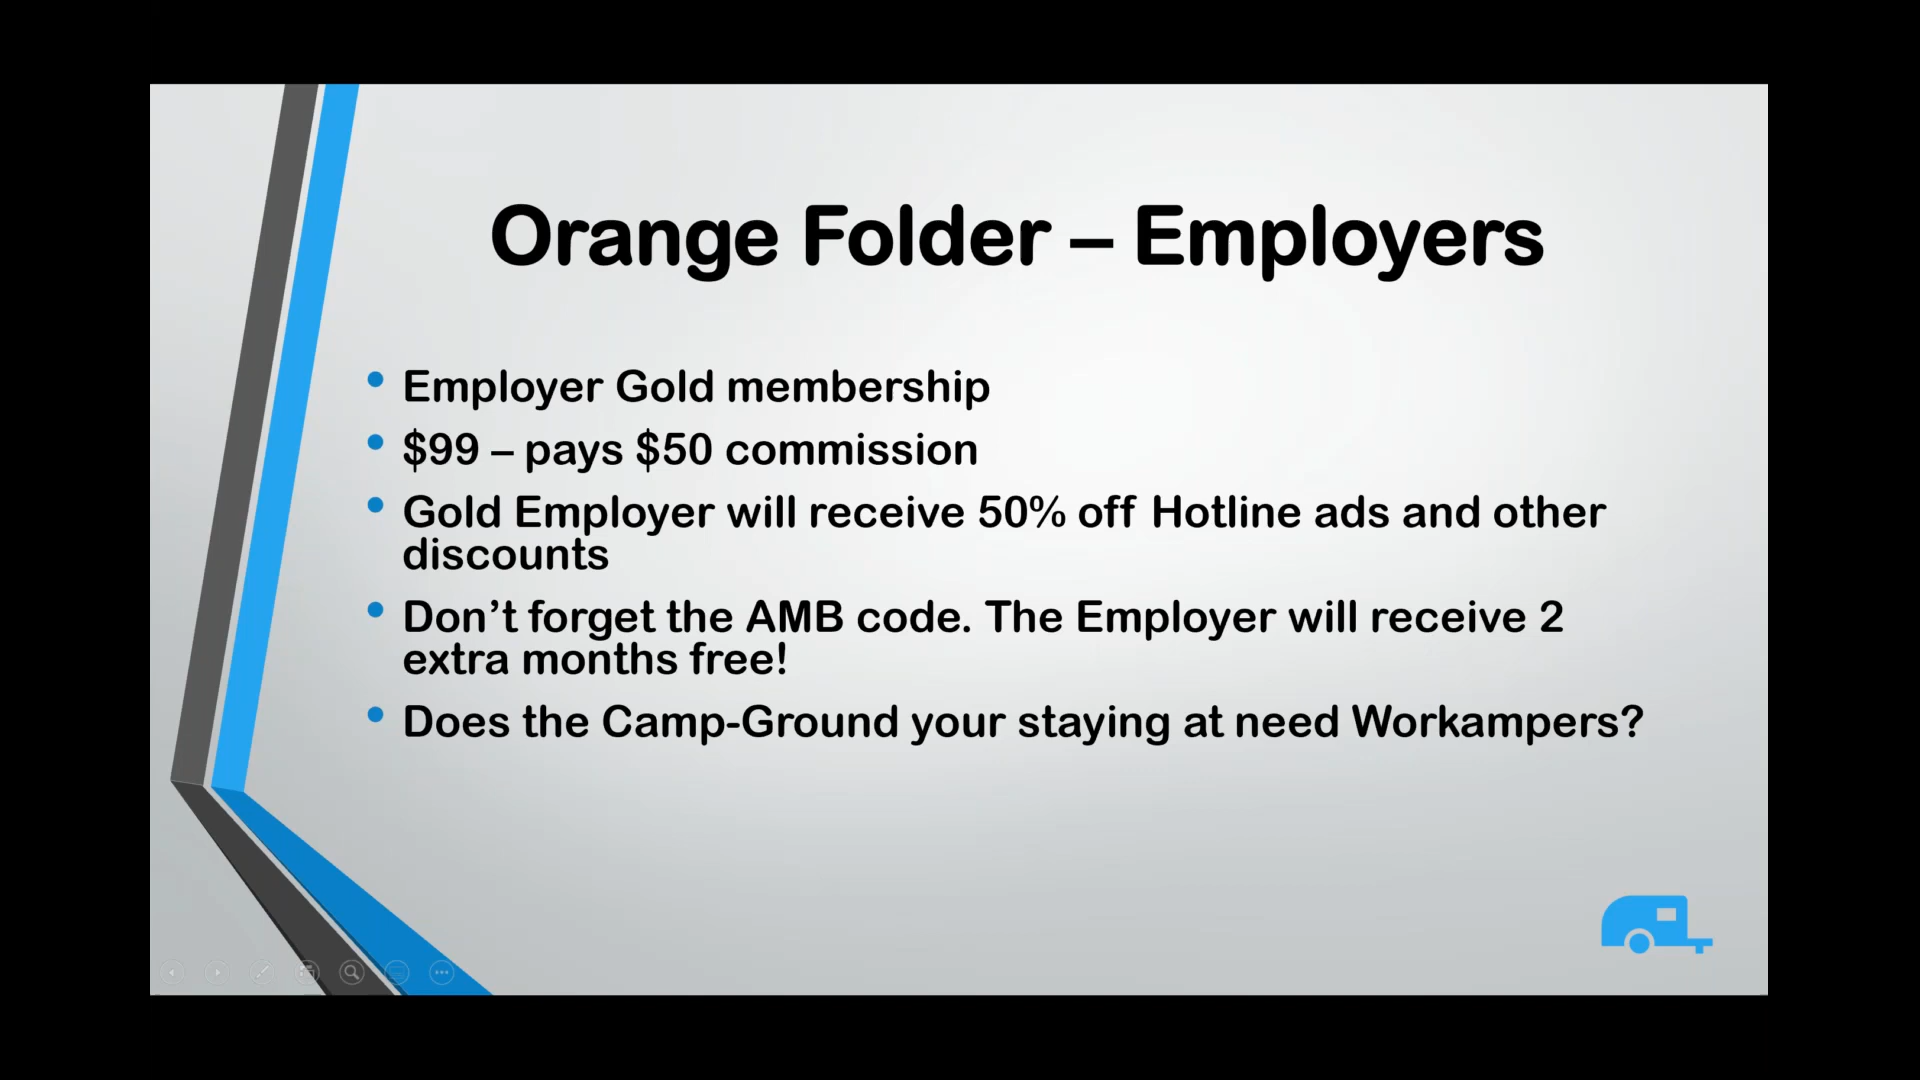 Orange Folder – Employers
• Employer Gold membership
• $99 – pays $50 commission
• Gold Employer will receive 50% off Hotline ads and other
discounts
• Don’t forget the AMB code. The Employer will receive 2
extra months free!
• Does the Camp-Ground your staying at need Workampers?